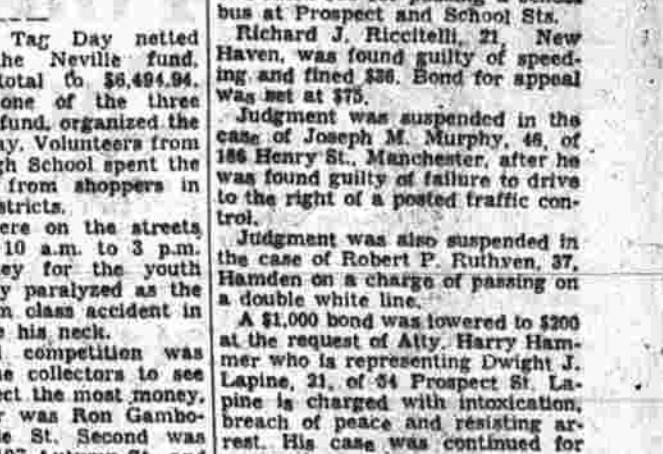 Tag Day netted
he Neville fund,
total to $6,494.94.
one of the three
fund, organized the
ay. Volunteers from
gh School spent the
from shoppers in
stricts.
ere on the streets
10 a.m. to 3 p.m.
ey for the youth
y paralyzed as the
m class accident in
e his neck.
competition was
e collectors to see
ect the most money.
r was Ron Gambo-
le St. Second was
bus at Prospect and School Sts.
Richard J. Riccitelli, 21, New
Haven, was found guilty of speed-
ing and fined $36. Bond for appeal
was set at $75.
Judgment was suspended in the
case of Joseph M. Murphy, 46, of
186 Henry St., Manchester, after he
was found guilty of failure to drive
to the right of a posted traffic con-
trol.
Judgment was also suspended in
the case of Robert P. Ruthven, 37,
Hamden on a charge of passing on
a double white line.
A $1,000 bond was lowered to $200
at the request of Atty. Harry Ham-
mer who is representing Dwight J.
Lapine, 21, of 54 Prospect St. La-
pine is charged with intoxication,
breach of peace and resisting ar-
rest. His case was continued for